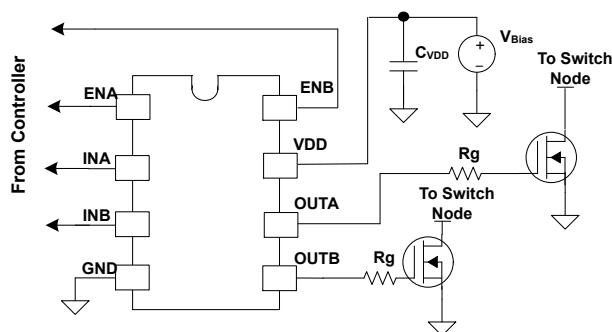 From Controller
ENA
INA
INB
GND
ENB
VDD
OUTA
OUTB
CVDD
VBias
+
−
To Switch
Node
Rg
To Switch
Node
Rg